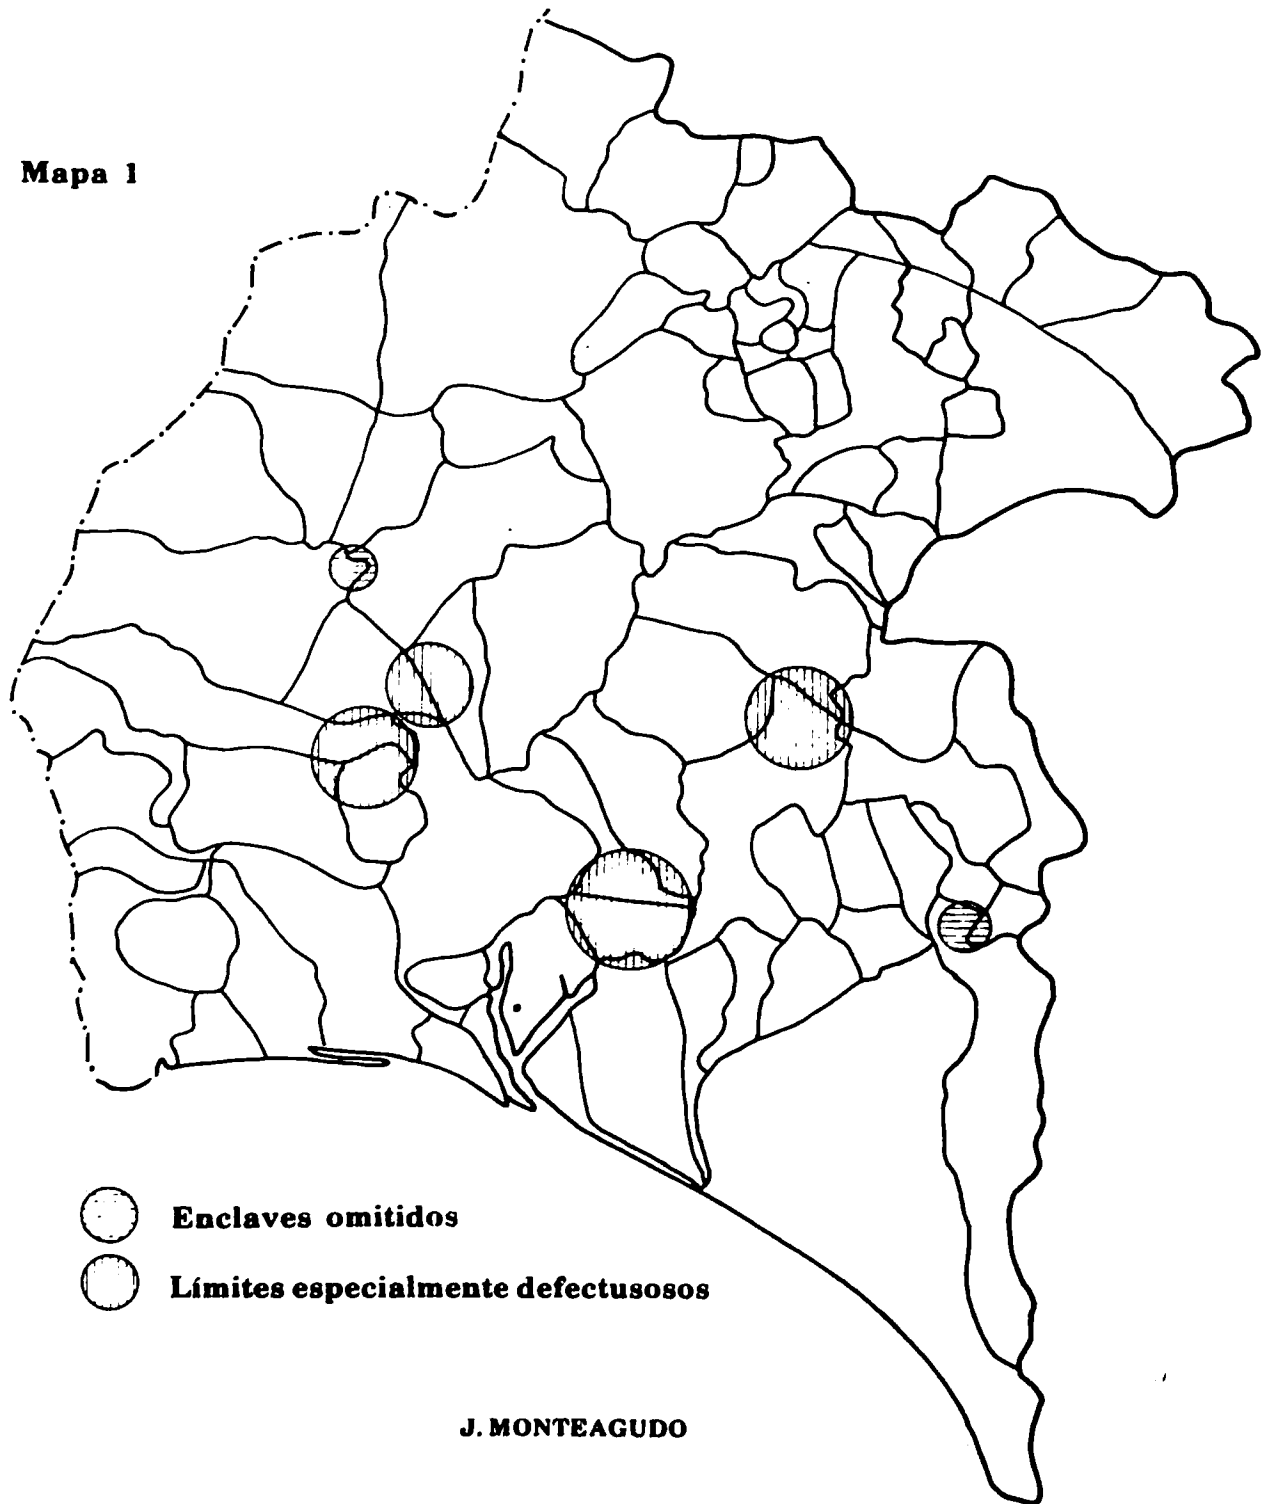 Mapa 1
Enclaves omitidos
Límites especialmente defectusosos
J. MONTEAGUDO